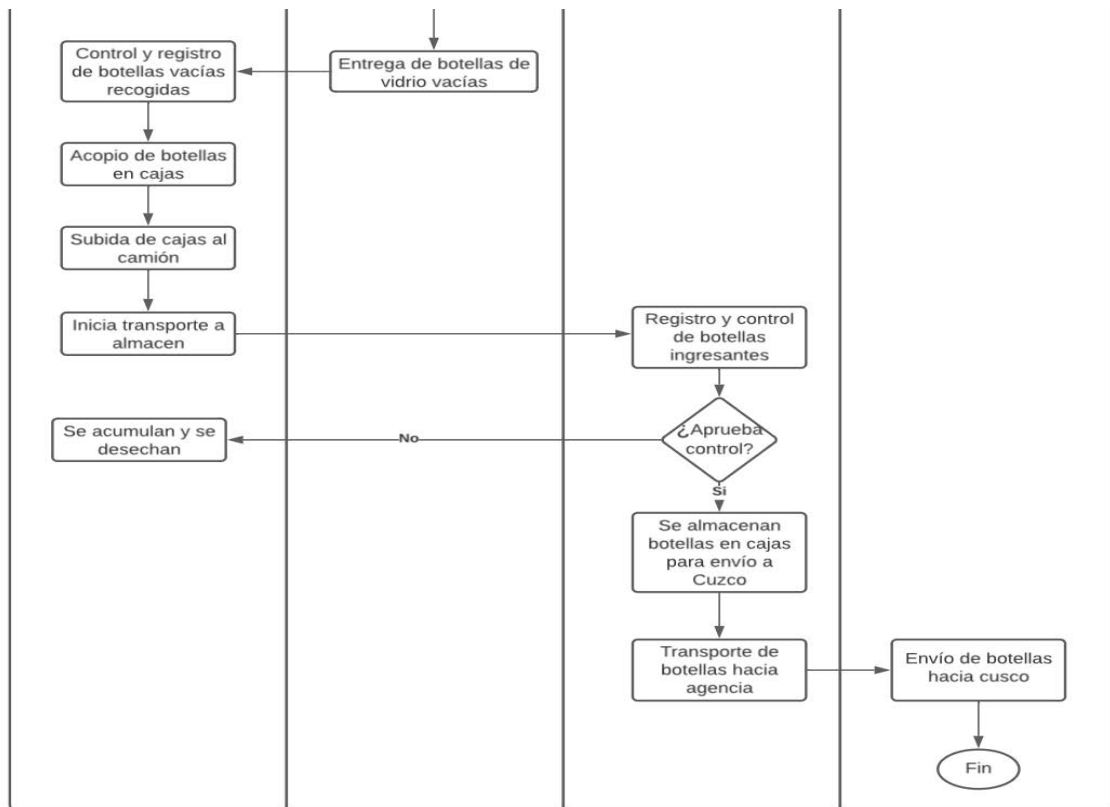 Control y registro
de botellas vacías
recogidas
Entrega de botellas de
vidrio vacías
Acopio de botellas
en cajas
Subida de cajas al
camión
Inicia transporte a
almacen
Registro y control
de botellas
ingresantes
¿Aprueba
control?
No
Se acumulan y se
desechan
Si
Se almacenan
botellas en cajas
para envío a
Cuzco
Transporte de
botellas hacia
agencia
Envío de botellas
hacia cusco
Fin